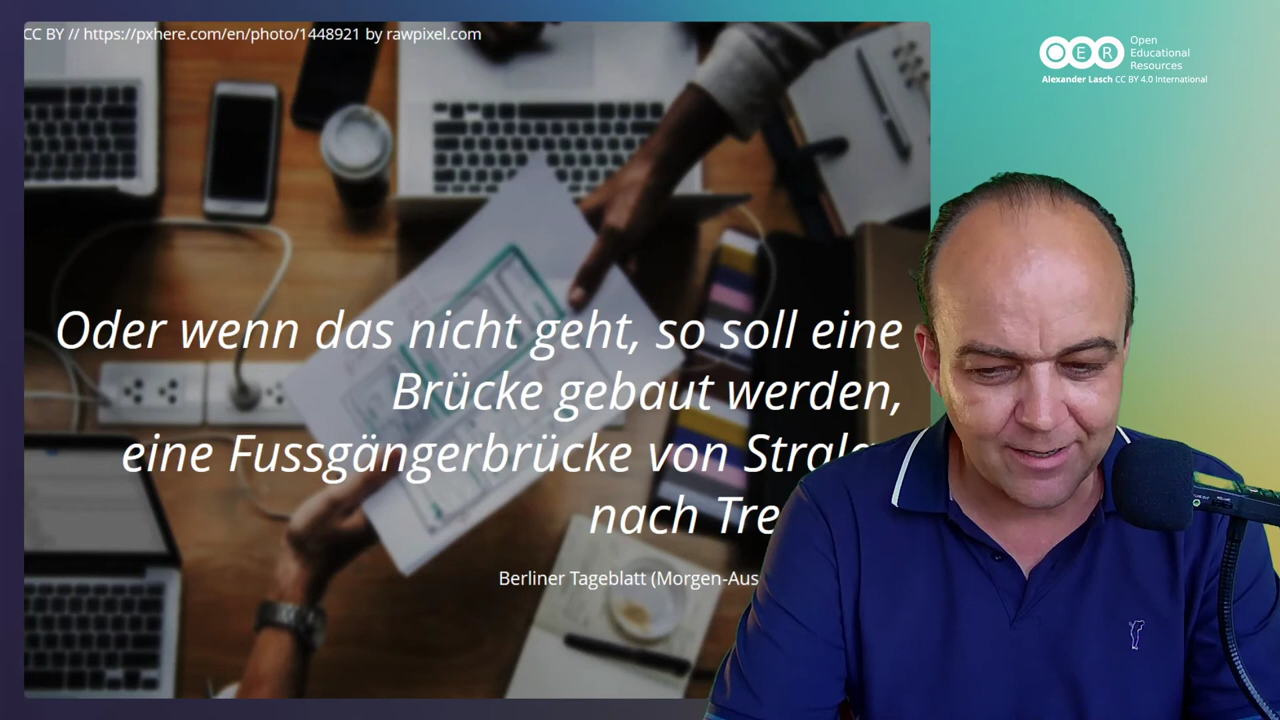 CC BY // https://pxhere.com/en/photo/1448921 by rawpixel.com
OER
Open
Educational
Resources
Alexander Lasch CC BY 4.0 International
Oder wenn das nicht geht, so soll eine
Brücke gebaut werden,
eine Fussgängerbrücke von
nach
Berliner Tageblatt